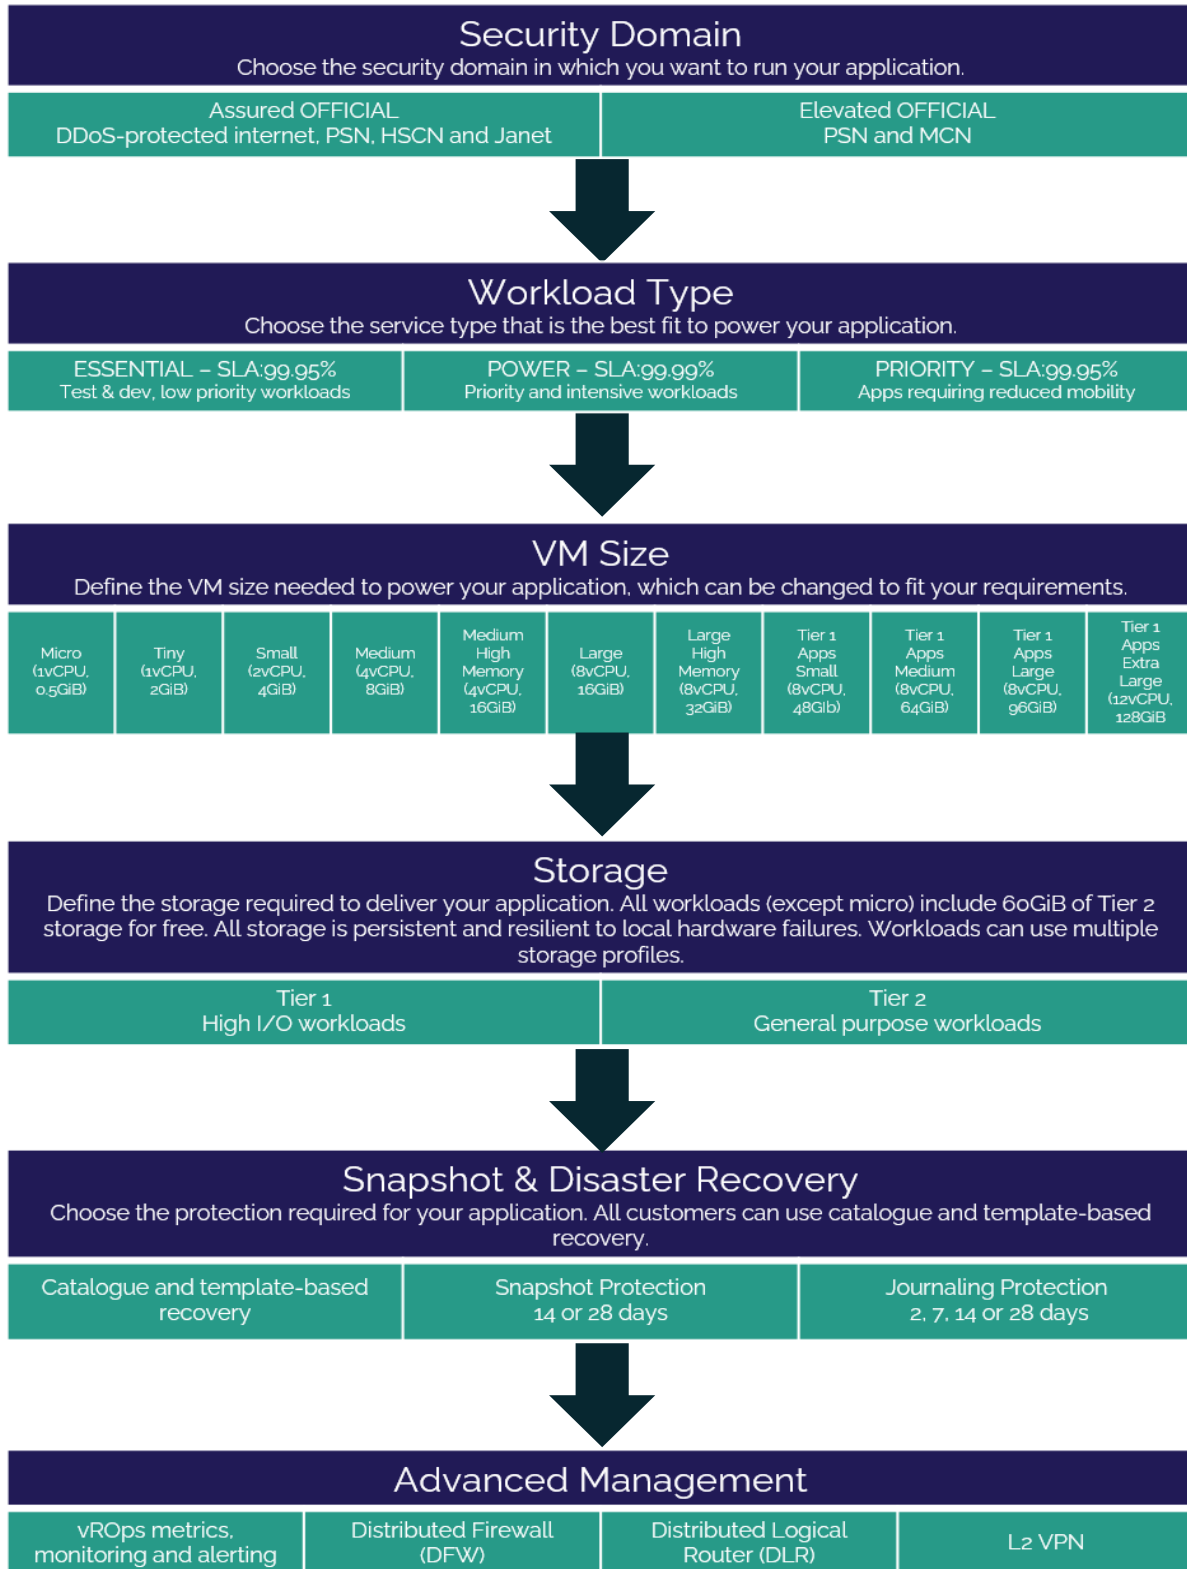 Security Domain
Choose the security domain in which you want to run your application.
Assured OFFICIAL
DDoS-protected internet, PSN, HSCN and Janet
Elevated OFFICIAL
PSN and MCN
Workload Type
Choose the service type that is the best fit to power your application.
ESSENTIAL – SLA:99.95%
Test & dev, low priority workloads
POWER – SLA:99.99%
Priority and intensive workloads
PRIORITY – SLA:99.95%
Apps requiring reduced mobility
VM Size
Define the VM size needed to power your application, which can be changed to fit your requirements.
Micro
(1vCPU,
0.5GiB)
Tiny
(1vCPU,
2GiB)
Small
(2vCPU,
4GiB)
Medium
(4vCPU,
8GiB)
Medium
High
Memory
(4vCPU,
16GiB)
Large
(8vCPU,
16GiB)
Large
High
Memory
(8vCPU,
32GiB)
Tier 1
Apps
Small
(8vCPU,
48GIb)
Tier 1
Apps
Medium
(8vCPU,
64GiB)
Tier 1
Apps
Large
(8vCPU,
96GiB)
Tier 1
Apps
Extra
Large
(12vCPU,
128GiB
Storage
Define the storage required to deliver your application. All workloads (except micro) include 60GiB of Tier 2
storage for free. All storage is persistent and resilient to local hardware failures. Workloads can use multiple
storage profiles.
Tier 1
High I/O workloads
Tier 2
General purpose workloads
Snapshot & Disaster Recovery
Choose the protection required for your application. All customers can use catalogue and template-based
recovery.
Catalogue and template-based
recovery
Snapshot Protection
14 or 28 days
Journaling Protection
2, 7, 14 or 28 days
Advanced Management
vROps metrics,
monitoring and alerting
Distributed Firewall
(DFW)
Distributed Logical
Router (DLR)
L2 VPN